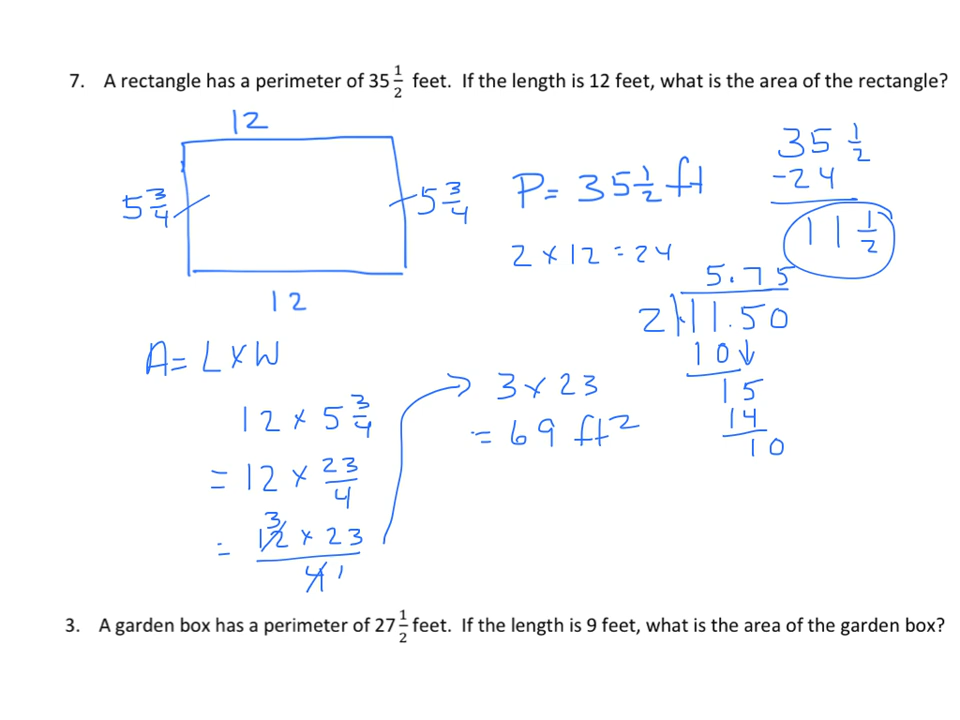 7. A rectangle has a perimeter of 35 1/2 feet. If the length is 12 feet, what is the area of the rectangle?
12
5 3/4
5 3/4
12
P = 35 1/2 ft
2 × 12 = 24
35 1/2
-24
11 1/2
5.75
2 11.50
10↓
15
14
10
A = L × W
12 × 5 3/4
= 12 × 23/4
3
= 12 × 23
4 1
→ 3 × 23
= 69 ft²
3. A garden box has a perimeter of 27 1/2 feet. If the length is 9 feet, what is the area of the garden box?